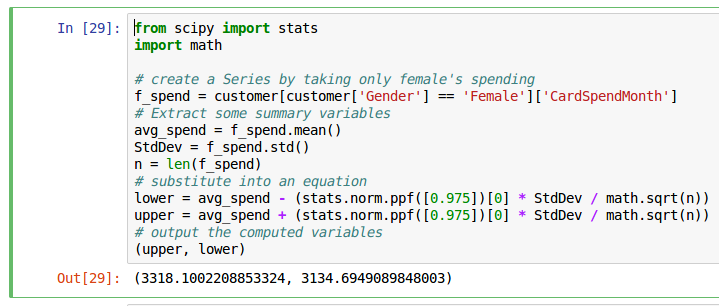 In [29]: from scipy import stats
import math
# create a Series by taking only female's spending
f_spend = customer[customer['Gender'] == 'Female']['CardSpendMonth']
# Extract some summary variables
avg_spend = f_spend.mean()
StdDev = f_spend.std()
n = len(f_spend)
# substitute into an equation
lower = avg_spend - (stats.norm.ppf([0.975])[0] * StdDev / math.sqrt(n))
upper = avg_spend + (stats.norm.ppf([0.975])[0] * StdDev / math.sqrt(n))
# output the computed variables
(upper, lower)
Out[29]: (3318.1002208853324, 3134.6949089848003)